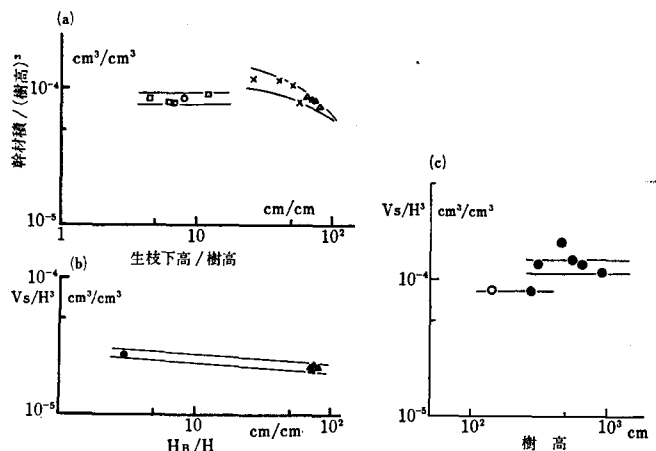 (a)
cm³/cm³
幹材積/(樹高)³
10⁻⁴
10⁻⁵
cm/cm
1
10
10²
生枝下高/樹高
(b)
10⁻⁴
Vs/H³
cm³/cm³
10⁻⁵
cm/cm
10
10²
H_B/H
(c)
Vs/H³
cm³/cm³
10⁻⁴
10⁻⁵
10²
10³
cm
樹 高